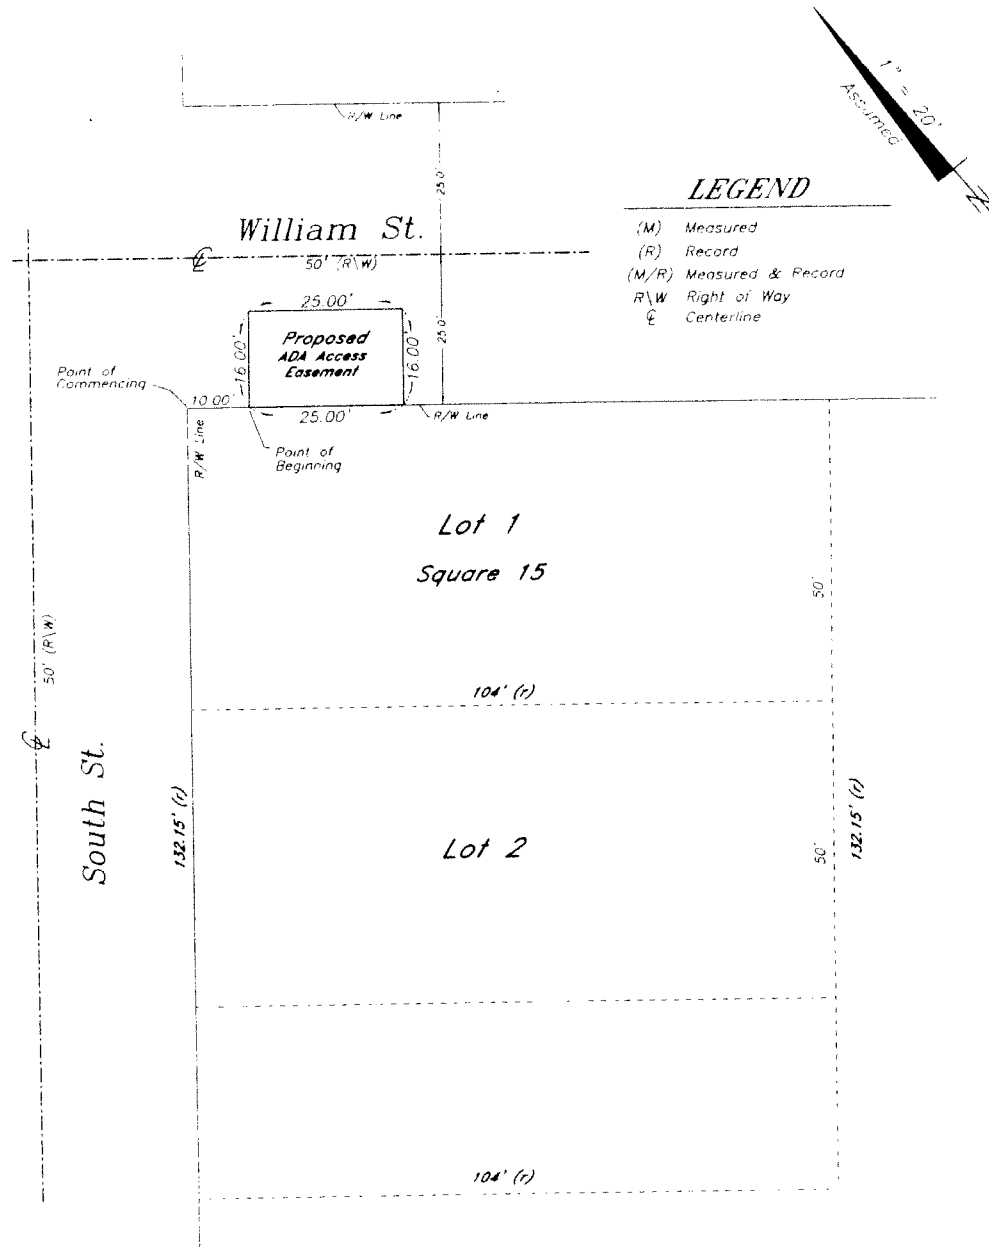 1" = 20'
Assumed
N
R/W Line
25.0'
LEGEND
(M) Measured
(R) Record
(M/R) Measured & Record
R\W Right of Way
℄ Centerline
William St.
℄
50' (R\W)
25.00'
25.0'
Proposed
ADA Access
Easement
16.00'
16.00'
Point of
Commencing
10.00'
25.00'
R/W Line
R/W Line
Point of
Beginning
Lot 1
Square 15
50'
50' (R\W)
104' (r)
℄
South St.
132.15' (r)
Lot 2
50'
132.15' (r)
104' (r)